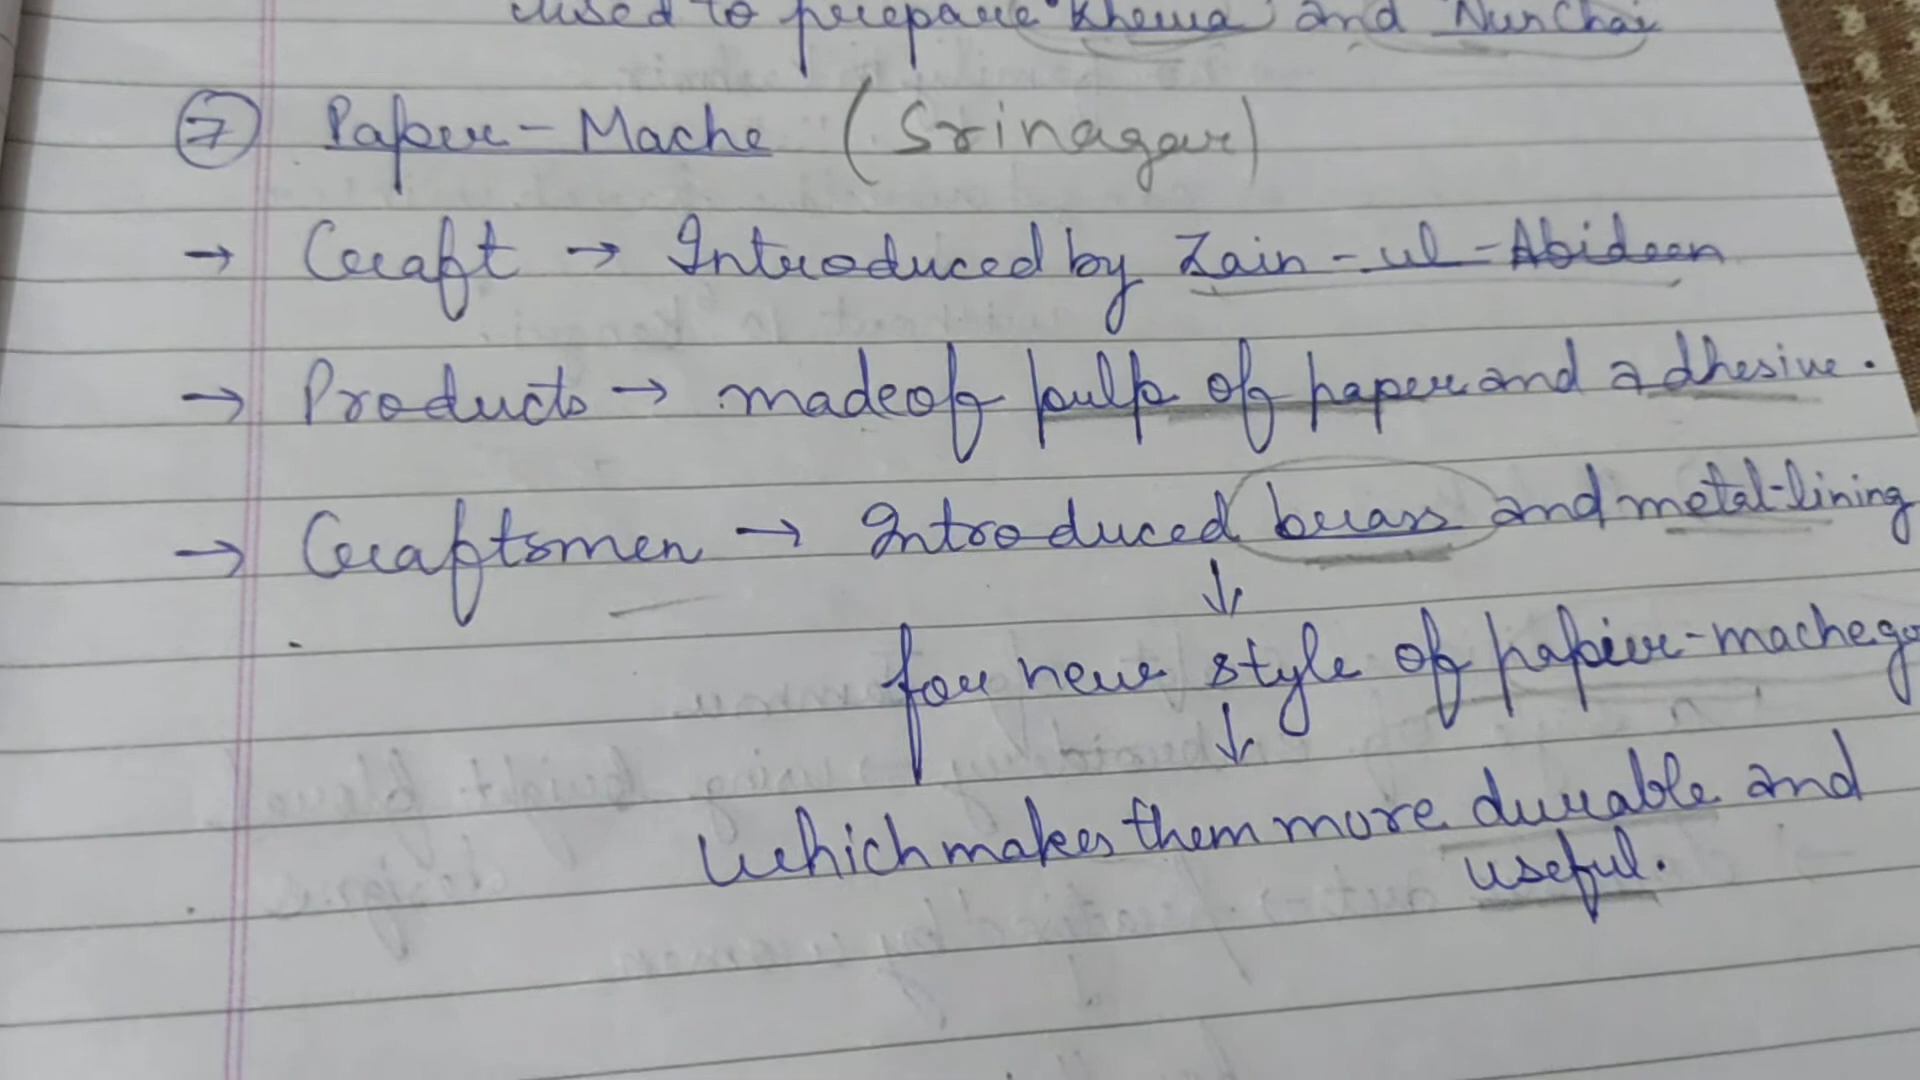 used to prepare Khewa and NunChai
⑦ Paper-Mache (Srinagar)
→ Craft → Introduced by Zain-ul-Abideen
→ Products → made of pulp of paper and adhesive.
→ Craftsmen → Introduced brass and metal-lining
↓
for new style of papier-mache
↓
which makes them more durable and
useful.